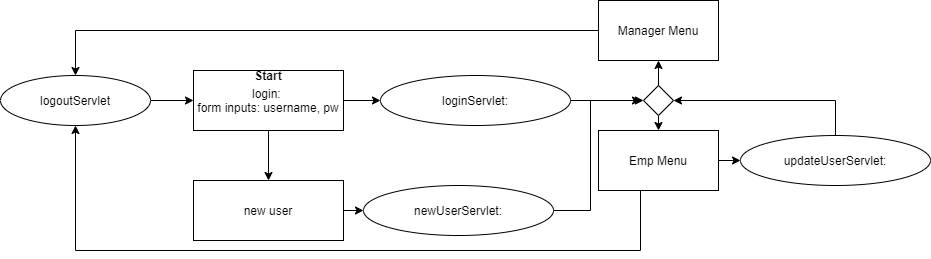 Manager Menu
Start
login:
form inputs: username, pw
logoutServlet
loginServlet:
Emp Menu
updateUserServlet:
new user
newUserServlet: